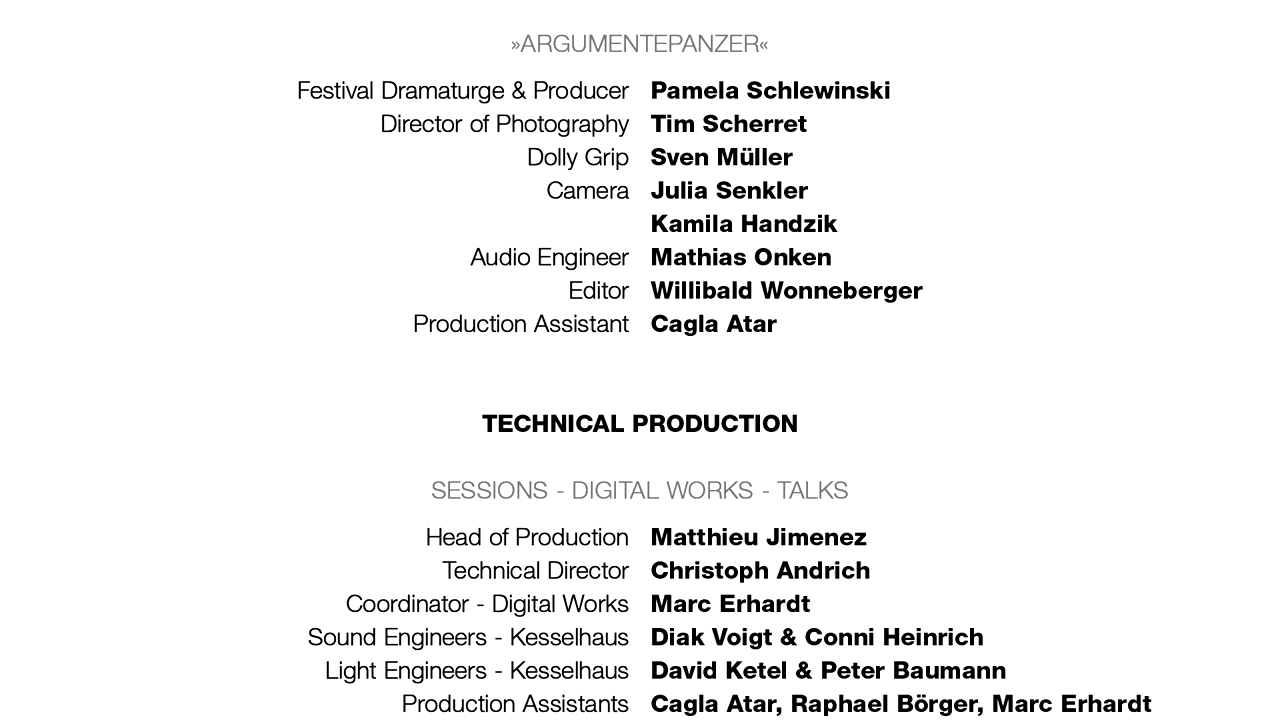 »ARGUMENTEPANZER«
Festival Dramaturge & Producer Pamela Schlewinski
Director of Photography Tim Scherret
Dolly Grip Sven Müller
Camera Julia Senkler
Kamila Handzik
Audio Engineer Mathias Onken
Editor Willibald Wonneberger
Production Assistant Cagla Atar
TECHNICAL PRODUCTION
SESSIONS - DIGITAL WORKS - TALKS
Head of Production Matthieu Jimenez
Technical Director Christoph Andrich
Coordinator - Digital Works Marc Erhardt
Sound Engineers - Kesselhaus Diak Voigt & Conni Heinrich
Light Engineers - Kesselhaus David Ketel & Peter Baumann
Production Assistants Cagla Atar, Raphael Börger, Marc Erhardt